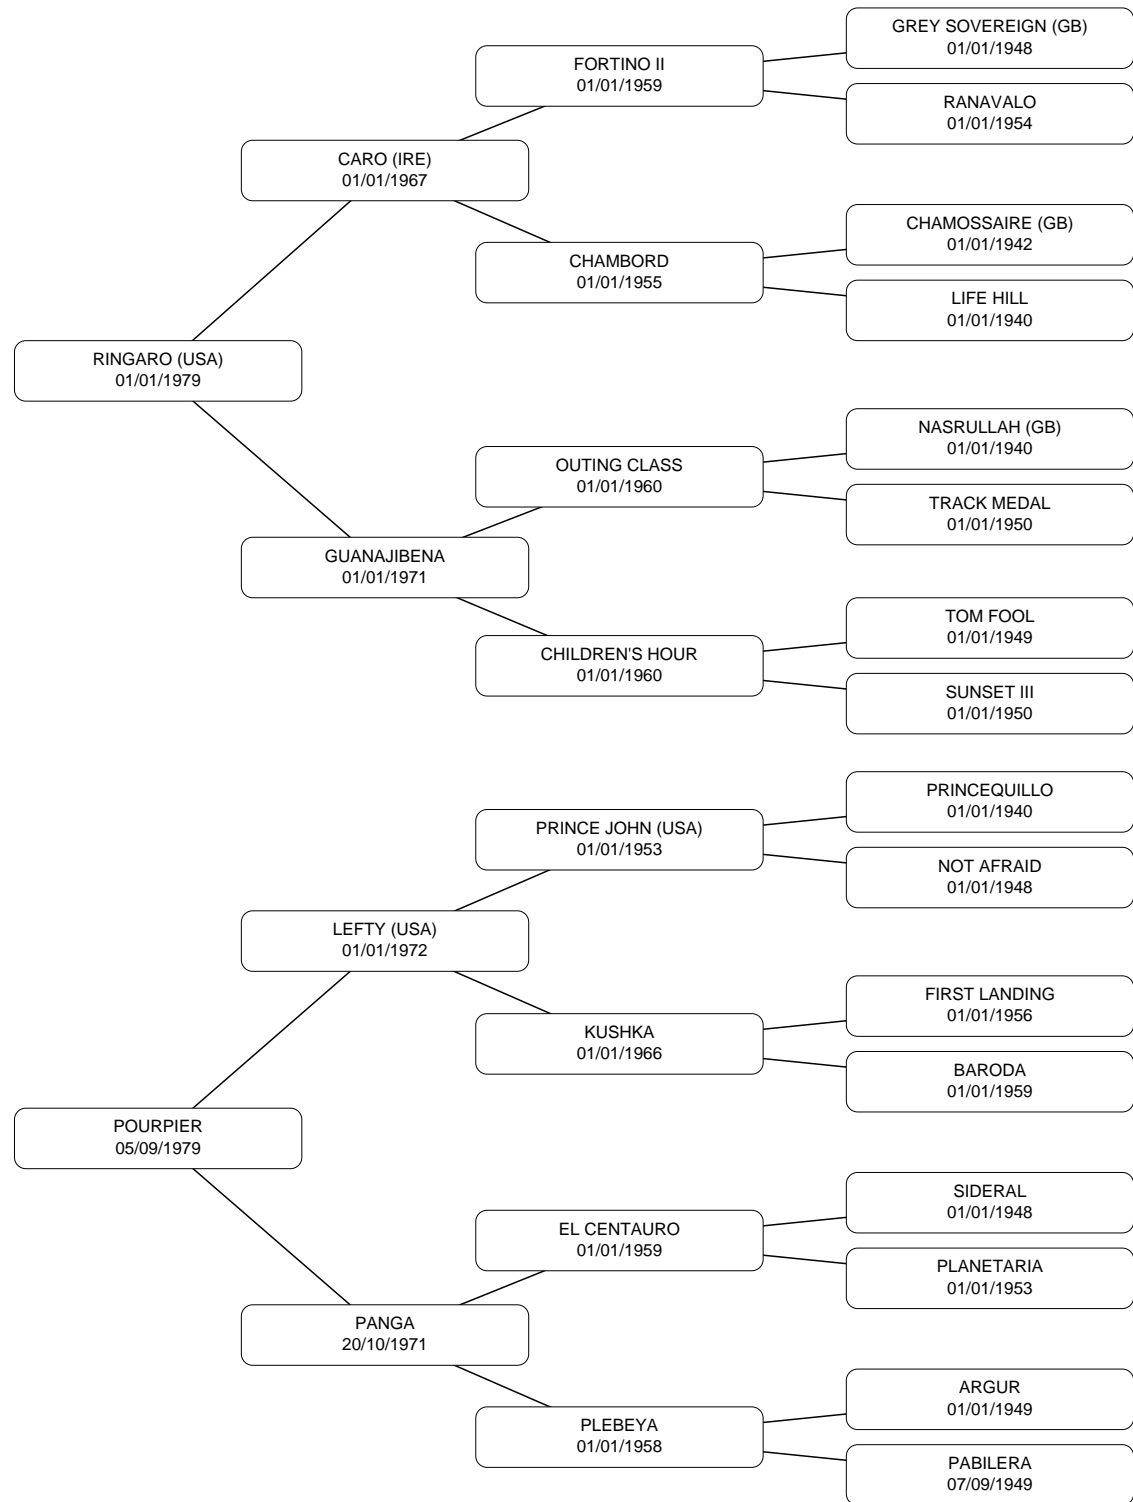 GREY SOVEREIGN (GB)
01/01/1948
FORTINO II
01/01/1959
RANAVALO
01/01/1954
CARO (IRE)
01/01/1967
CHAMOSSAIRE (GB)
01/01/1942
CHAMBORD
01/01/1955
LIFE HILL
01/01/1940
RINGARO (USA)
01/01/1979
NASRULLAH (GB)
01/01/1940
OUTING CLASS
01/01/1960
TRACK MEDAL
01/01/1950
GUANAJIBENA
01/01/1971
TOM FOOL
01/01/1949
CHILDREN'S HOUR
01/01/1960
SUNSET III
01/01/1950
PRINCEQUILLO
01/01/1940
PRINCE JOHN (USA)
01/01/1953
NOT AFRAID
01/01/1948
LEFTY (USA)
01/01/1972
FIRST LANDING
01/01/1956
KUSHKA
01/01/1966
BARODA
01/01/1959
POURPIER
05/09/1979
SIDERAL
01/01/1948
EL CENTAURO
01/01/1959
PLANETARIA
01/01/1953
PANGA
20/10/1971
ARGUR
01/01/1949
PLEBEYA
01/01/1958
PABILERA
07/09/1949